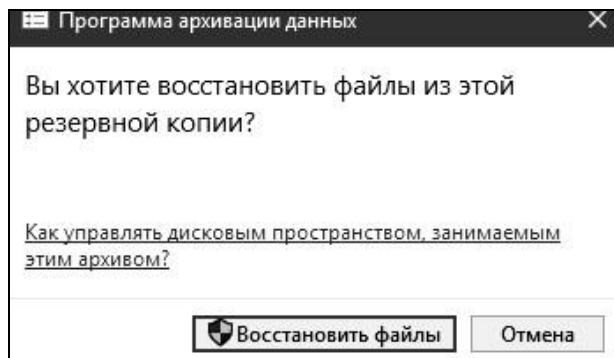 Программа архивации данных
Вы хотите восстановить файлы из этой
резервной копии?
Как управлять дисковым пространством, занимаемым
этим архивом?
Восстановить файлы Отмена